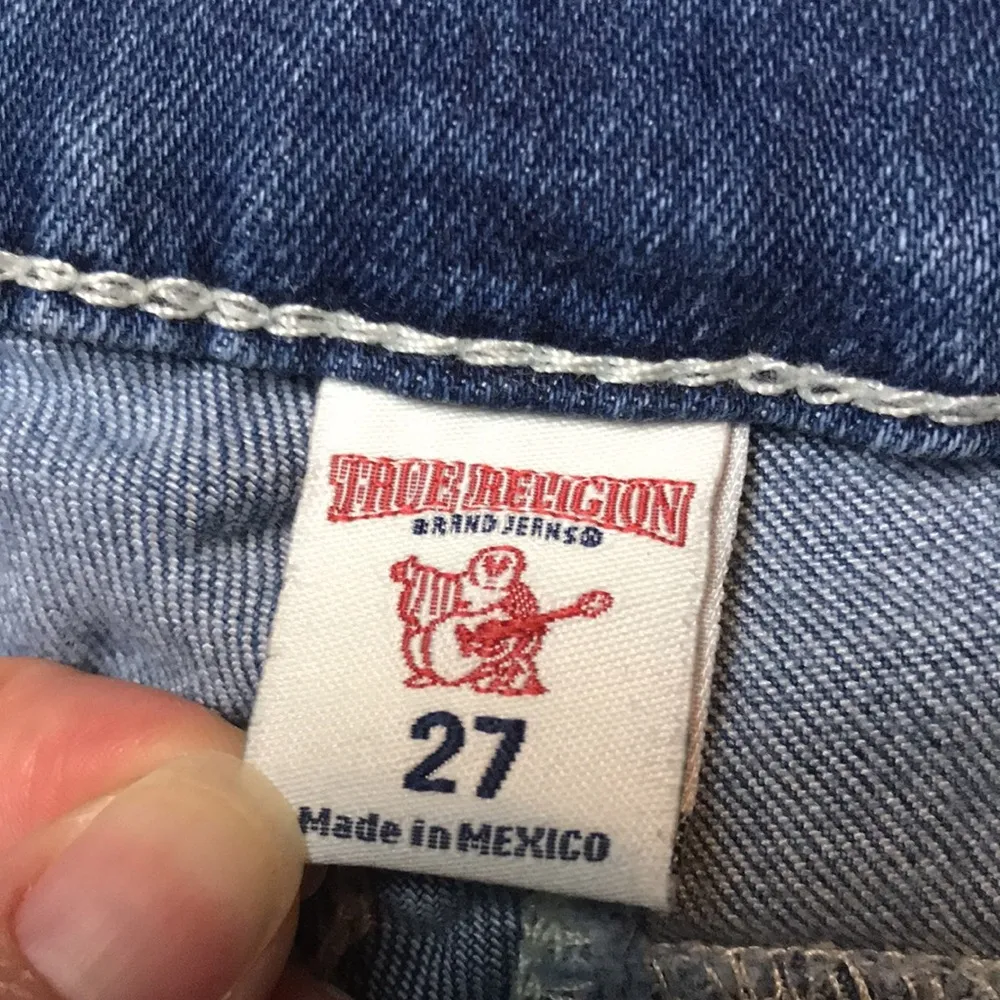 TRUE RELIGION
BRAND JEANS®
27
Made in MEXICO